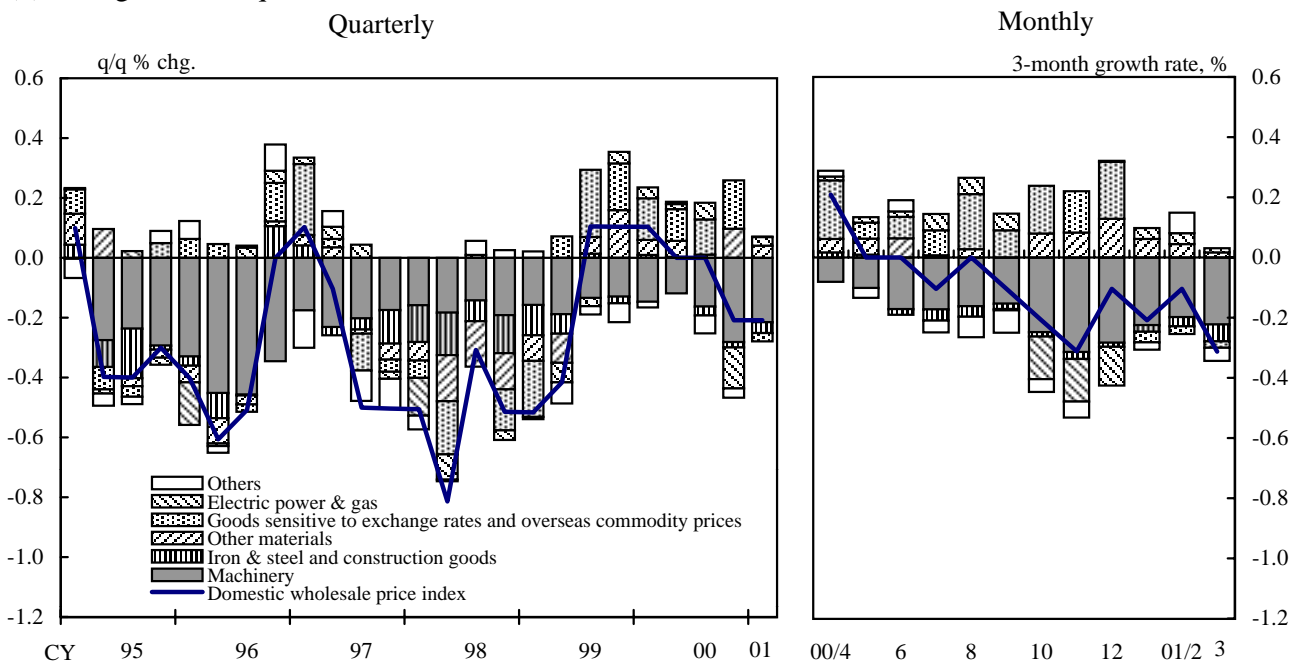 Quarterly
Monthly
q/q % chg.
3-month growth rate, %
0.6
0.4
0.2
0.0
-0.2
-0.4
-0.6
-0.8
-1.0
-1.2
Others
Electric power & gas
Goods sensitive to exchange rates and overseas commodity prices
Other materials
Iron & steel and construction goods
Machinery
Domestic wholesale price index
CY 95 96 97 98 99 00 01
0.6
0.4
0.2
0.0
-0.2
-0.4
-0.6
-0.8
-1.0
-1.2
00/4 6 8 10 12 01/2 3